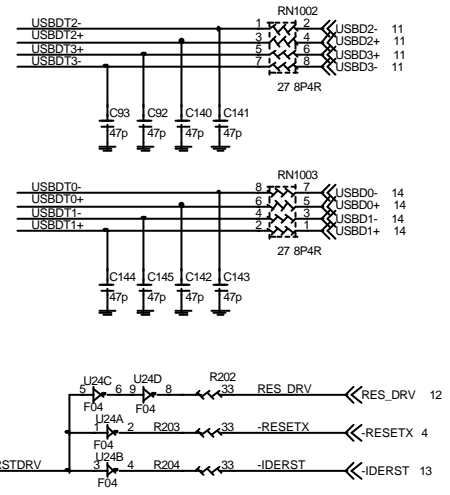 RN1002
USBDT2- 1 2 USBD2- 11
USBDT2+ 3 4 USBD2+ 11
USBDT3+ 5 6 USBD3+ 11
USBDT3- 7 8 USBD3- 11
27 8P4R
C93 C92 C140 C141
47p 47p 47p 47p
RN1003
USBDT0- 8 7 USBD0- 14
USBDT0+ 6 5 USBD0+ 14
USBDT1- 4 3 USBD1- 14
USBDT1+ 2 1 USBD1+ 14
27 8P4R
C144 C145 C142 C143
47p 47p 47p 47p
U24C U24D R202
5 6 9 8 33 RES_DRV RES_DRV 12
F04 F04
U24A
1 2 R203 33 -RESETX -RESETX 4
F04
U24B
RSTDRV 3 4 R204 33 -IDERST -IDERST 13
F04